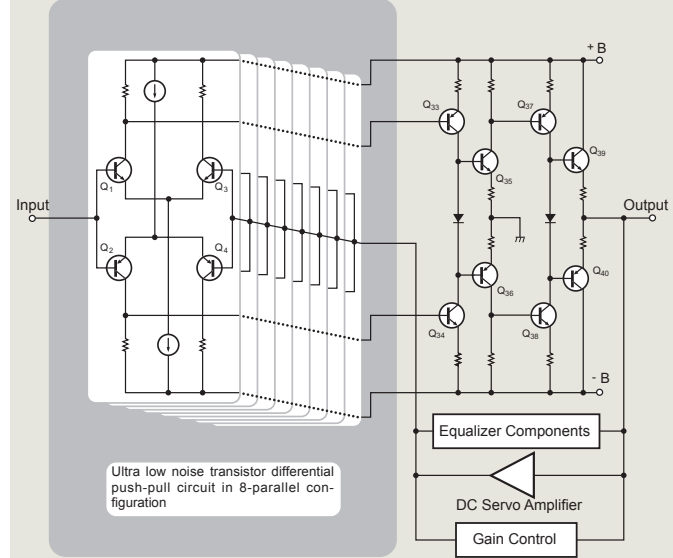 + B
Q33
Q37
Q39
Q1
Q3
Q35
Input
Output
Q2
Q4
Q36
Q40
Q34
Q38
- B
Equalizer Components
Ultra low noise transistor differential
push-pull circuit in 8-parallel con-
figuration
DC Servo Amplifier
Gain Control